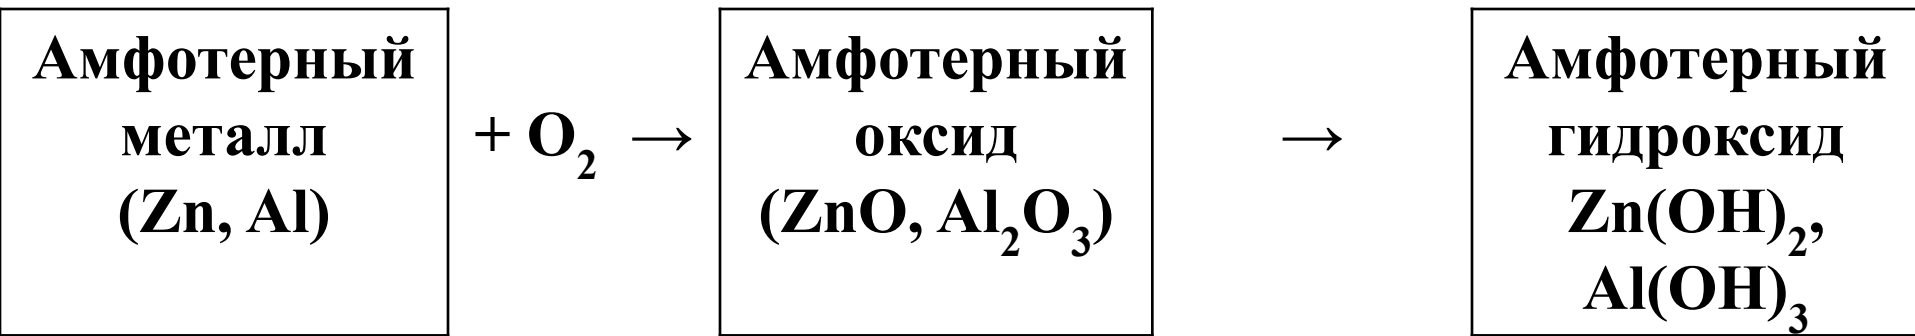 Амфотерный
металл
(Zn, Al)
+ O₂ →
Амфотерный
оксид
(ZnO, Al₂O₃)
→
Амфотерный
гидроксид
Zn(OH)₂,
Al(OH)₃